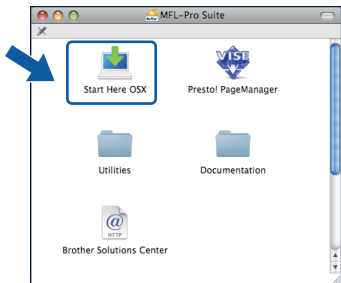 MFL-Pro Suite
Start Here OSX
VISE
Presto! PageManager
Utilities
Documentation
@
HTTP
Brother Solutions Center